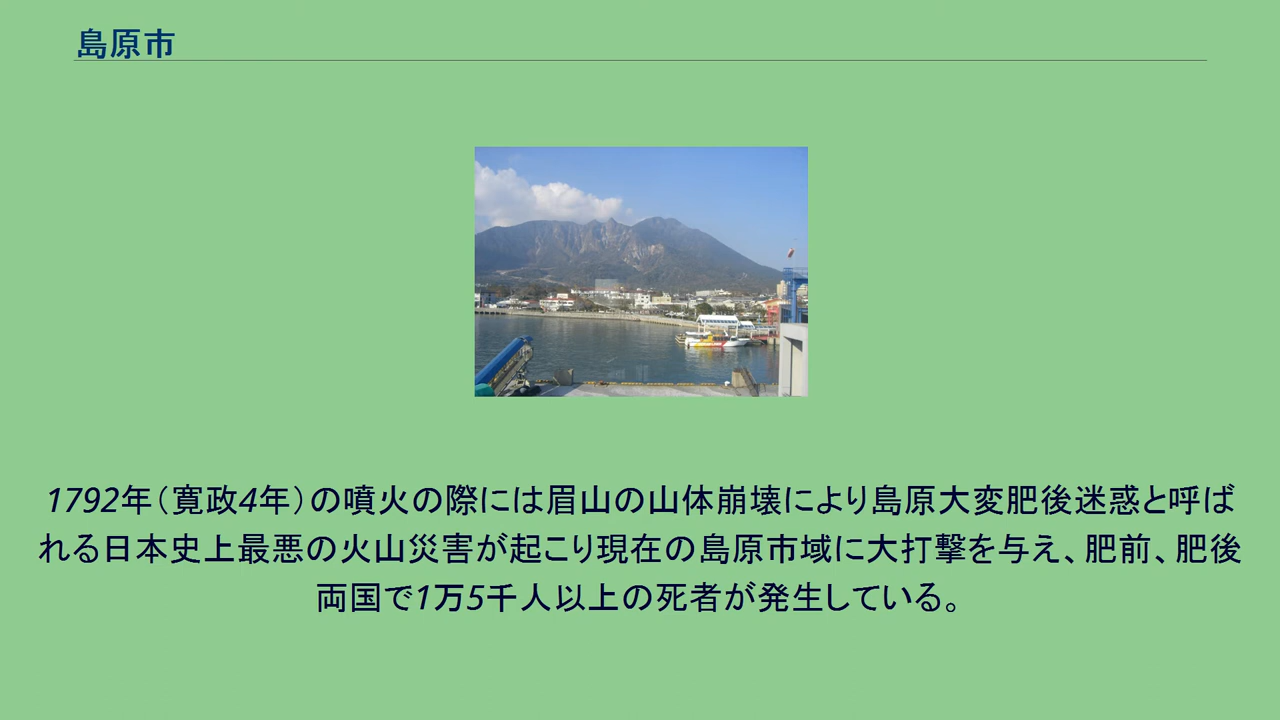 島原市
1792年（寛政4年）の噴火の際には眉山の山体崩壊により島原大変肥後迷惑と呼ば
れる日本史上最悪の火山災害が起こり現在の島原市域に大打撃を与え、肥前、肥後
両国で1万5千人以上の死者が発生している。